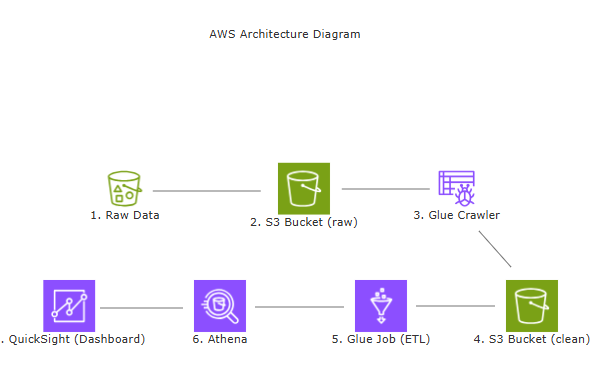 AWS Architecture Diagram
1. Raw Data
2. S3 Bucket (raw)
3. Glue Crawler
. QuickSight (Dashboard)
6. Athena
5. Glue Job (ETL)
4. S3 Bucket (clean)